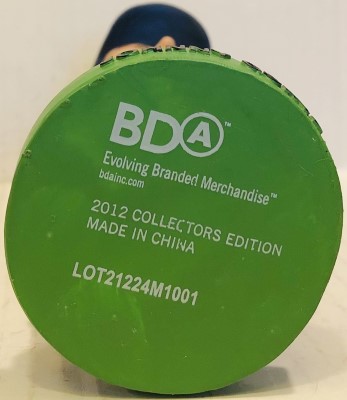 BDA™
Evolving Branded Merchandise™
bdainc.com
2012 COLLECTORS EDITION
MADE IN CHINA
LOT21224M1001